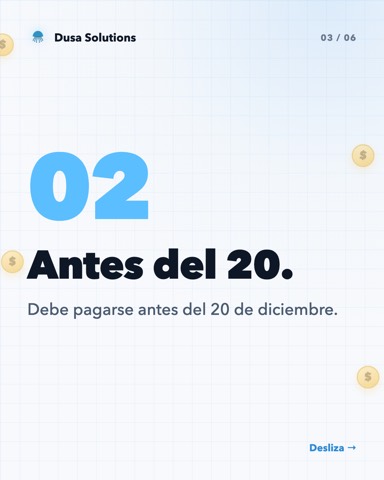 Dusa Solutions
03 / 06
$
$
02
$
Antes del 20.
Debe pagarse antes del 20 de diciembre.
$
Desliza →